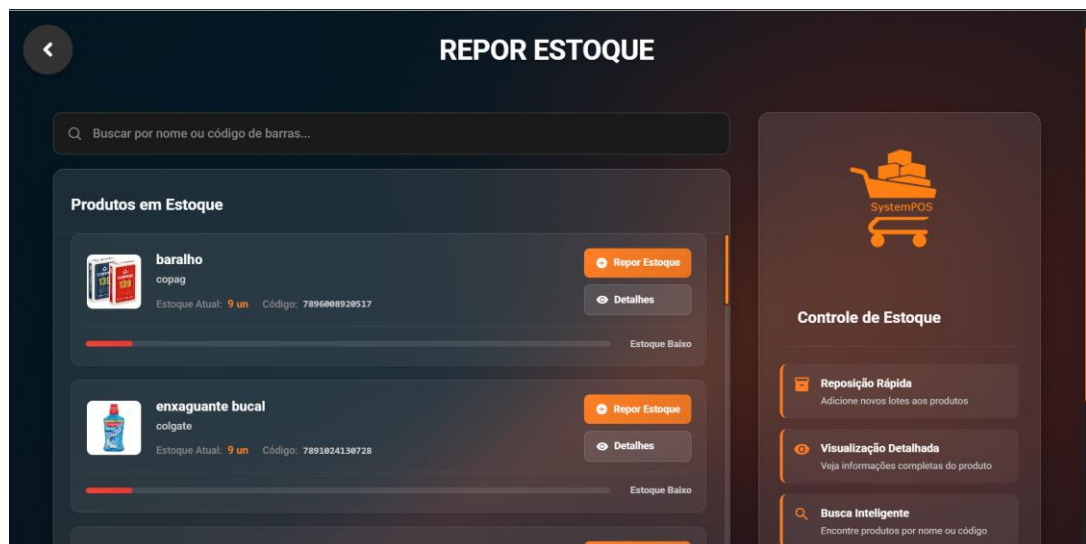 REPOR ESTOQUE
Buscar por nome ou código de barras...
Produtos em Estoque
baralho
copag
Estoque Atual: 9 un Código: 7896008920517
Repor Estoque
Detalhes
Estoque Baixo
enxaguante bucal
colgate
Estoque Atual: 9 un Código: 7891024130728
Repor Estoque
Detalhes
Estoque Baixo
SystemPOS
Controle de Estoque
Reposição Rápida
Adicione novos lotes aos produtos
Visualização Detalhada
Veja informações completas do produto
Busca Inteligente
Encontre produtos por nome ou código